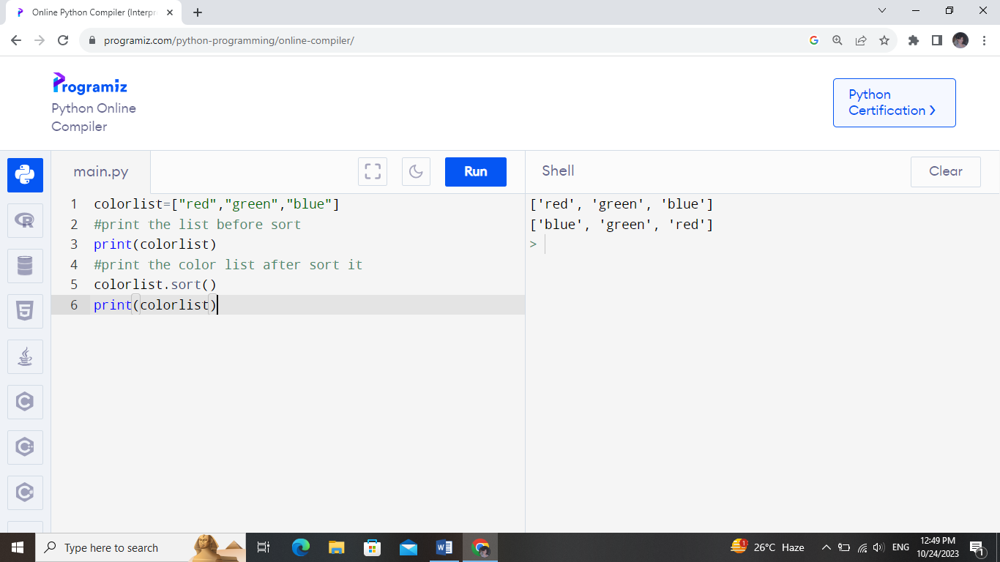 Online Python Compiler (Interpr
programiz.com/python-programming/online-compiler/
Programiz
Python Online
Compiler
Python
Certification
main.py
Run
Shell
Clear
1 colorlist=["red","green","blue"]
2 #print the list before sort
3 print(colorlist)
4 #print the color list after sort it
5 colorlist.sort()
6 print(colorlist)
['red', 'green', 'blue']
['blue', 'green', 'red']
>
Type here to search
1
26°C Haze
ENG
12:49 PM
10/24/2023
1